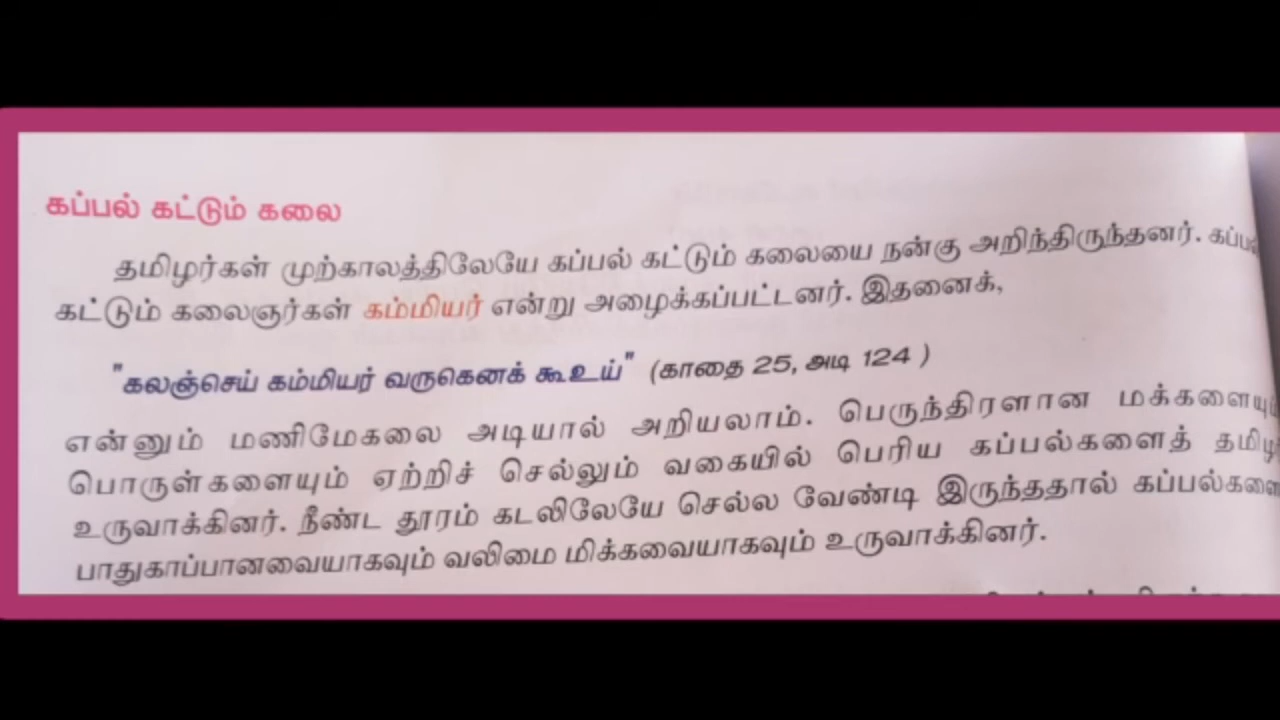 கப்பல் கட்டும் கலை
தமிழர்கள் முற்காலத்திலேயே கப்பல் கட்டும் கலையை நன்கு அறிந்திருந்தனர். கப்பல்
கட்டும் கலைஞர்கள் கம்மியர் என்று அழைக்கப்பட்டனர். இதனைக்,
"கலஞ்செய் கம்மியர் வருகெனக் கூஉய்" (காதை 25, அடி 124 )
என்னும் மணிமேகலை அடியால் அறியலாம். பெருந்திரளான மக்களையும்
பொருள்களையும் ஏற்றிச் செல்லும் வகையில் பெரிய கப்பல்களைத்
உருவாக்கினர். நீண்ட தூரம் கடலிலேயே செல்ல வேண்டி இருந்ததால் கப்பல்களை
பாதுகாப்பானவையாகவும் வலிமை மிக்கவையாகவும் உருவாக்கினர்.